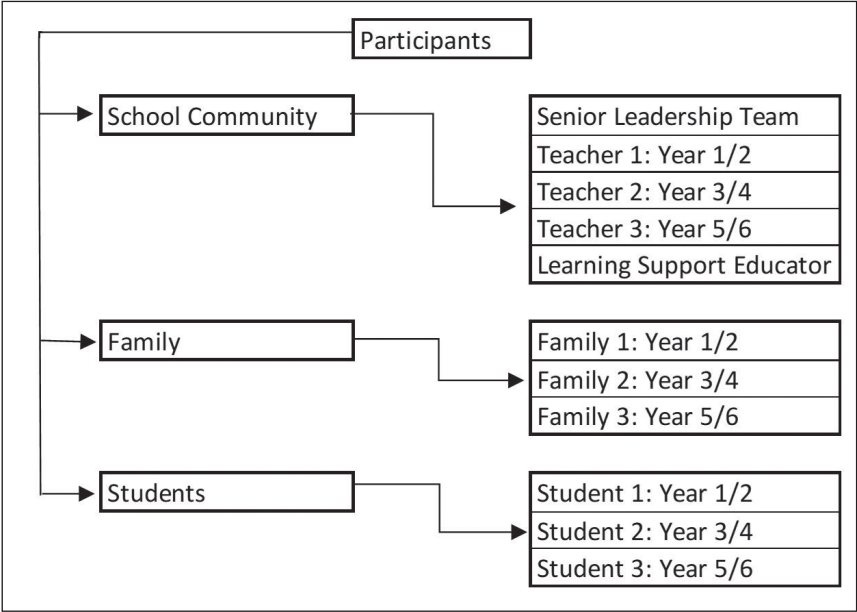 Participants
School Community
Senior Leadership Team
Teacher 1: Year 1/2
Teacher 2: Year 3/4
Teacher 3: Year 5/6
Learning Support Educator
Family
Family 1: Year 1/2
Family 2: Year 3/4
Family 3: Year 5/6
Students
Student 1: Year 1/2
Student 2: Year 3/4
Student 3: Year 5/6